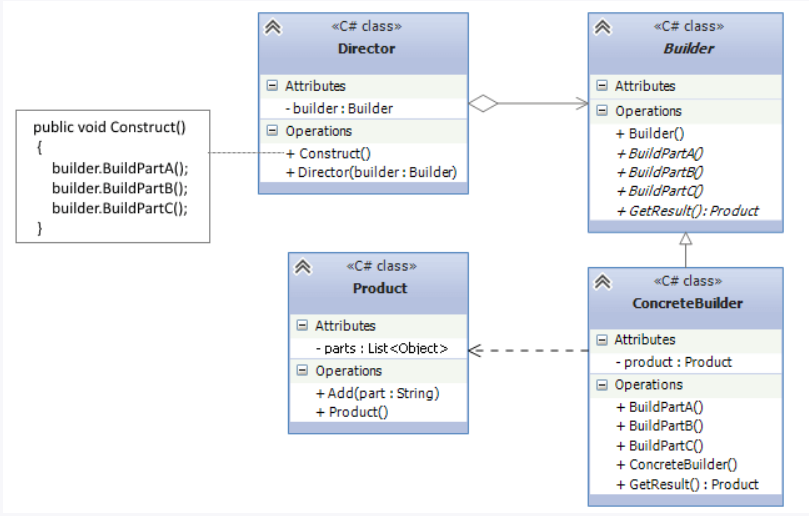 «C# class»
Director
Attributes
- builder : Builder
Operations
+ Construct()
+ Director(builder : Builder)
«C# class»
Builder
Attributes
Operations
+ Builder()
+ BuildPartA()
+ BuildPartB()
+ BuildPartC()
+ GetResult() : Product
public void Construct()
{
builder.BuildPartA();
builder.BuildPartB();
builder.BuildPartC();
}
«C# class»
Product
Attributes
- parts : List<Object>
Operations
+ Add(part : String)
+ Product()
«C# class»
ConcreteBuilder
Attributes
- product : Product
Operations
+ BuildPartA()
+ BuildPartB()
+ BuildPartC()
+ ConcreteBuilder()
+ GetResult() : Product